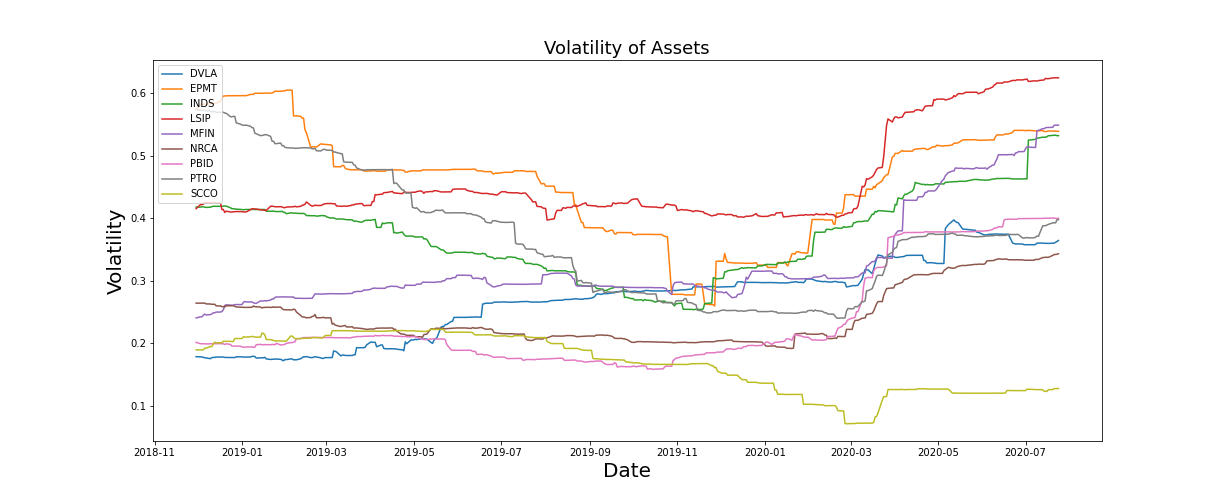 Volatility of Assets
Volatility
0.6
0.5
0.4
0.3
0.2
0.1
DVLA
EPMT
INDS
LSIP
MFIN
NRCA
PBID
PTRO
SCCO
2018-11 2019-01 2019-03 2019-05 2019-07 2019-09 2019-11 2020-01 2020-03 2020-05 2020-07
Date